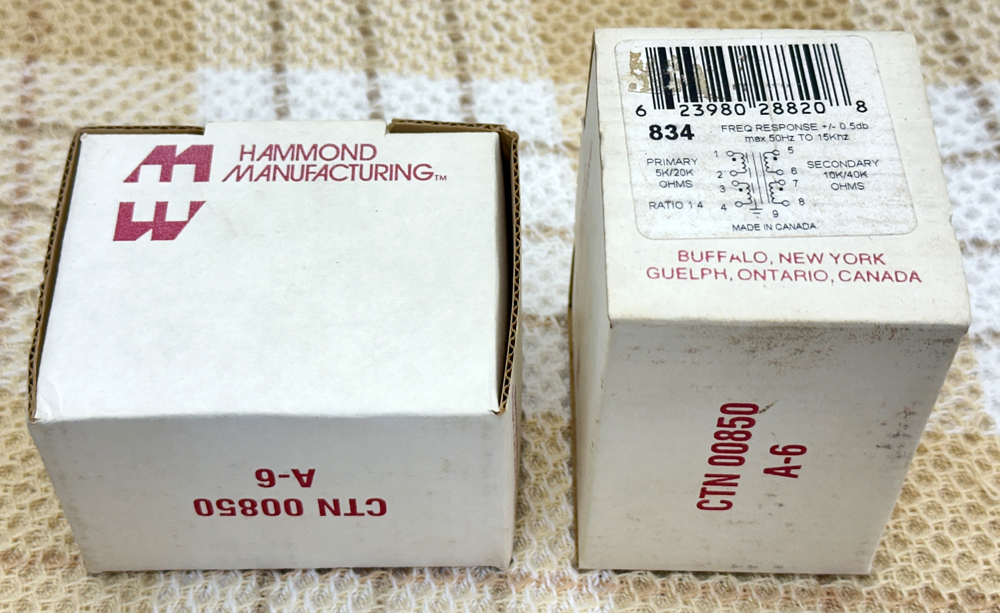 HAMMOND
MANUFACTURING™
A-6
CTN 00850
6 23980 28820 8
834
FREQ RESPONSE +/- 0.5db
max 50Hz TO 15Khz
PRIMARY
5K/20K
OHMS
RATIO 1:4
1
2
3
4
5
6
7
8
9
SECONDARY
10K/40K
OHMS
MADE IN CANADA
BUFFALO, NEW YORK
GUELPH, ONTARIO, CANADA
CTN 00850
A-6